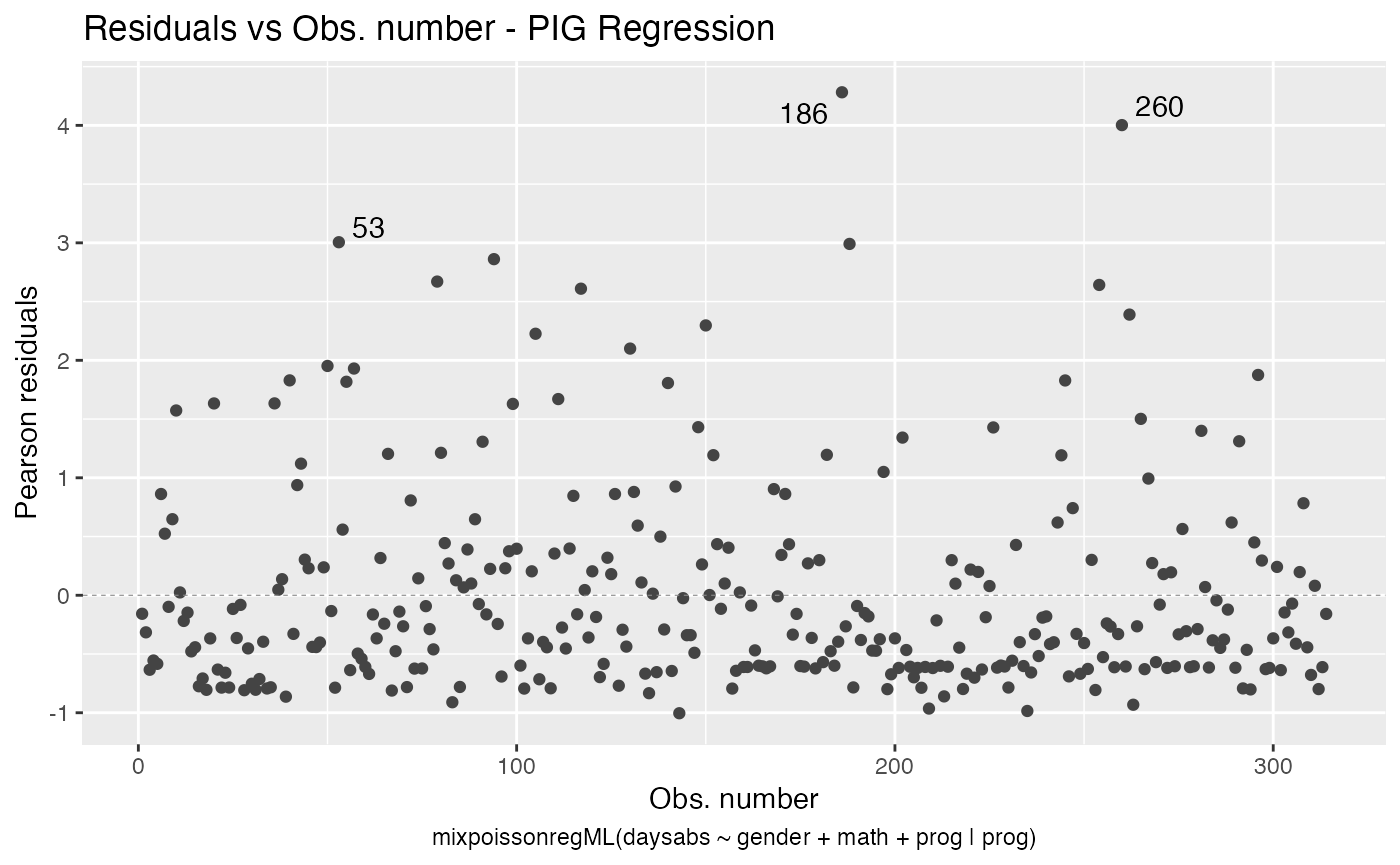 Residuals vs Obs. number - PIG Regression
186
260
53
4
3
2
1
0
-1
Pearson residuals
0 100 200 300
Obs. number
mixpoissonregML(daysabs ~ gender + math + prog | prog)